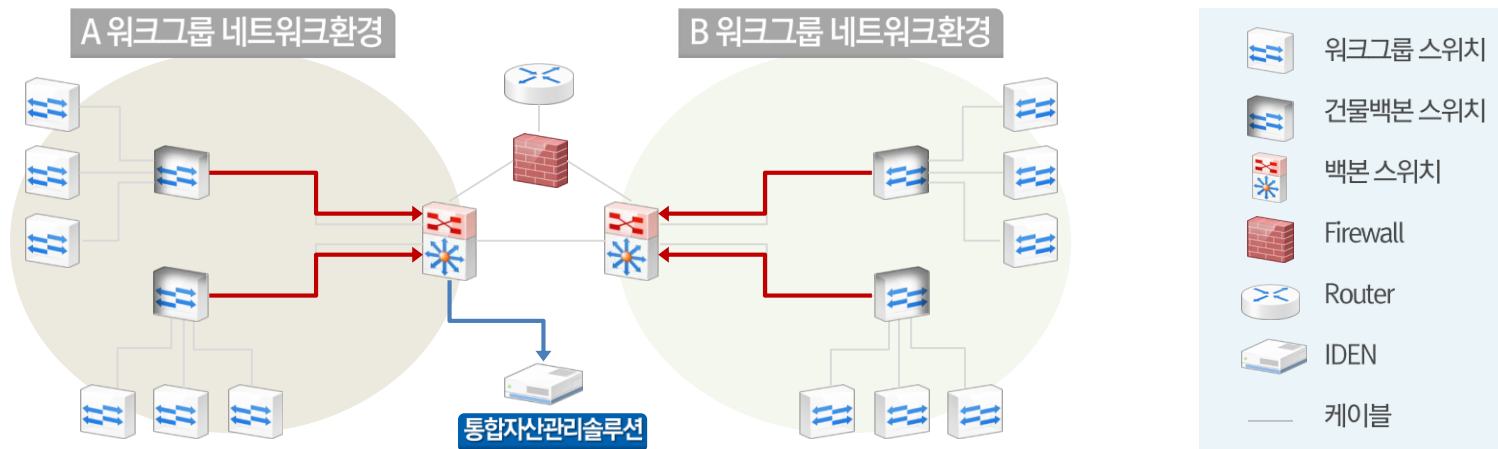 A 워크그룹 네트워크환경
B 워크그룹 네트워크환경
통합자산관리솔루션
워크그룹 스위치
건물백본 스위치
백본 스위치
Firewall
Router
IDEN
케이블